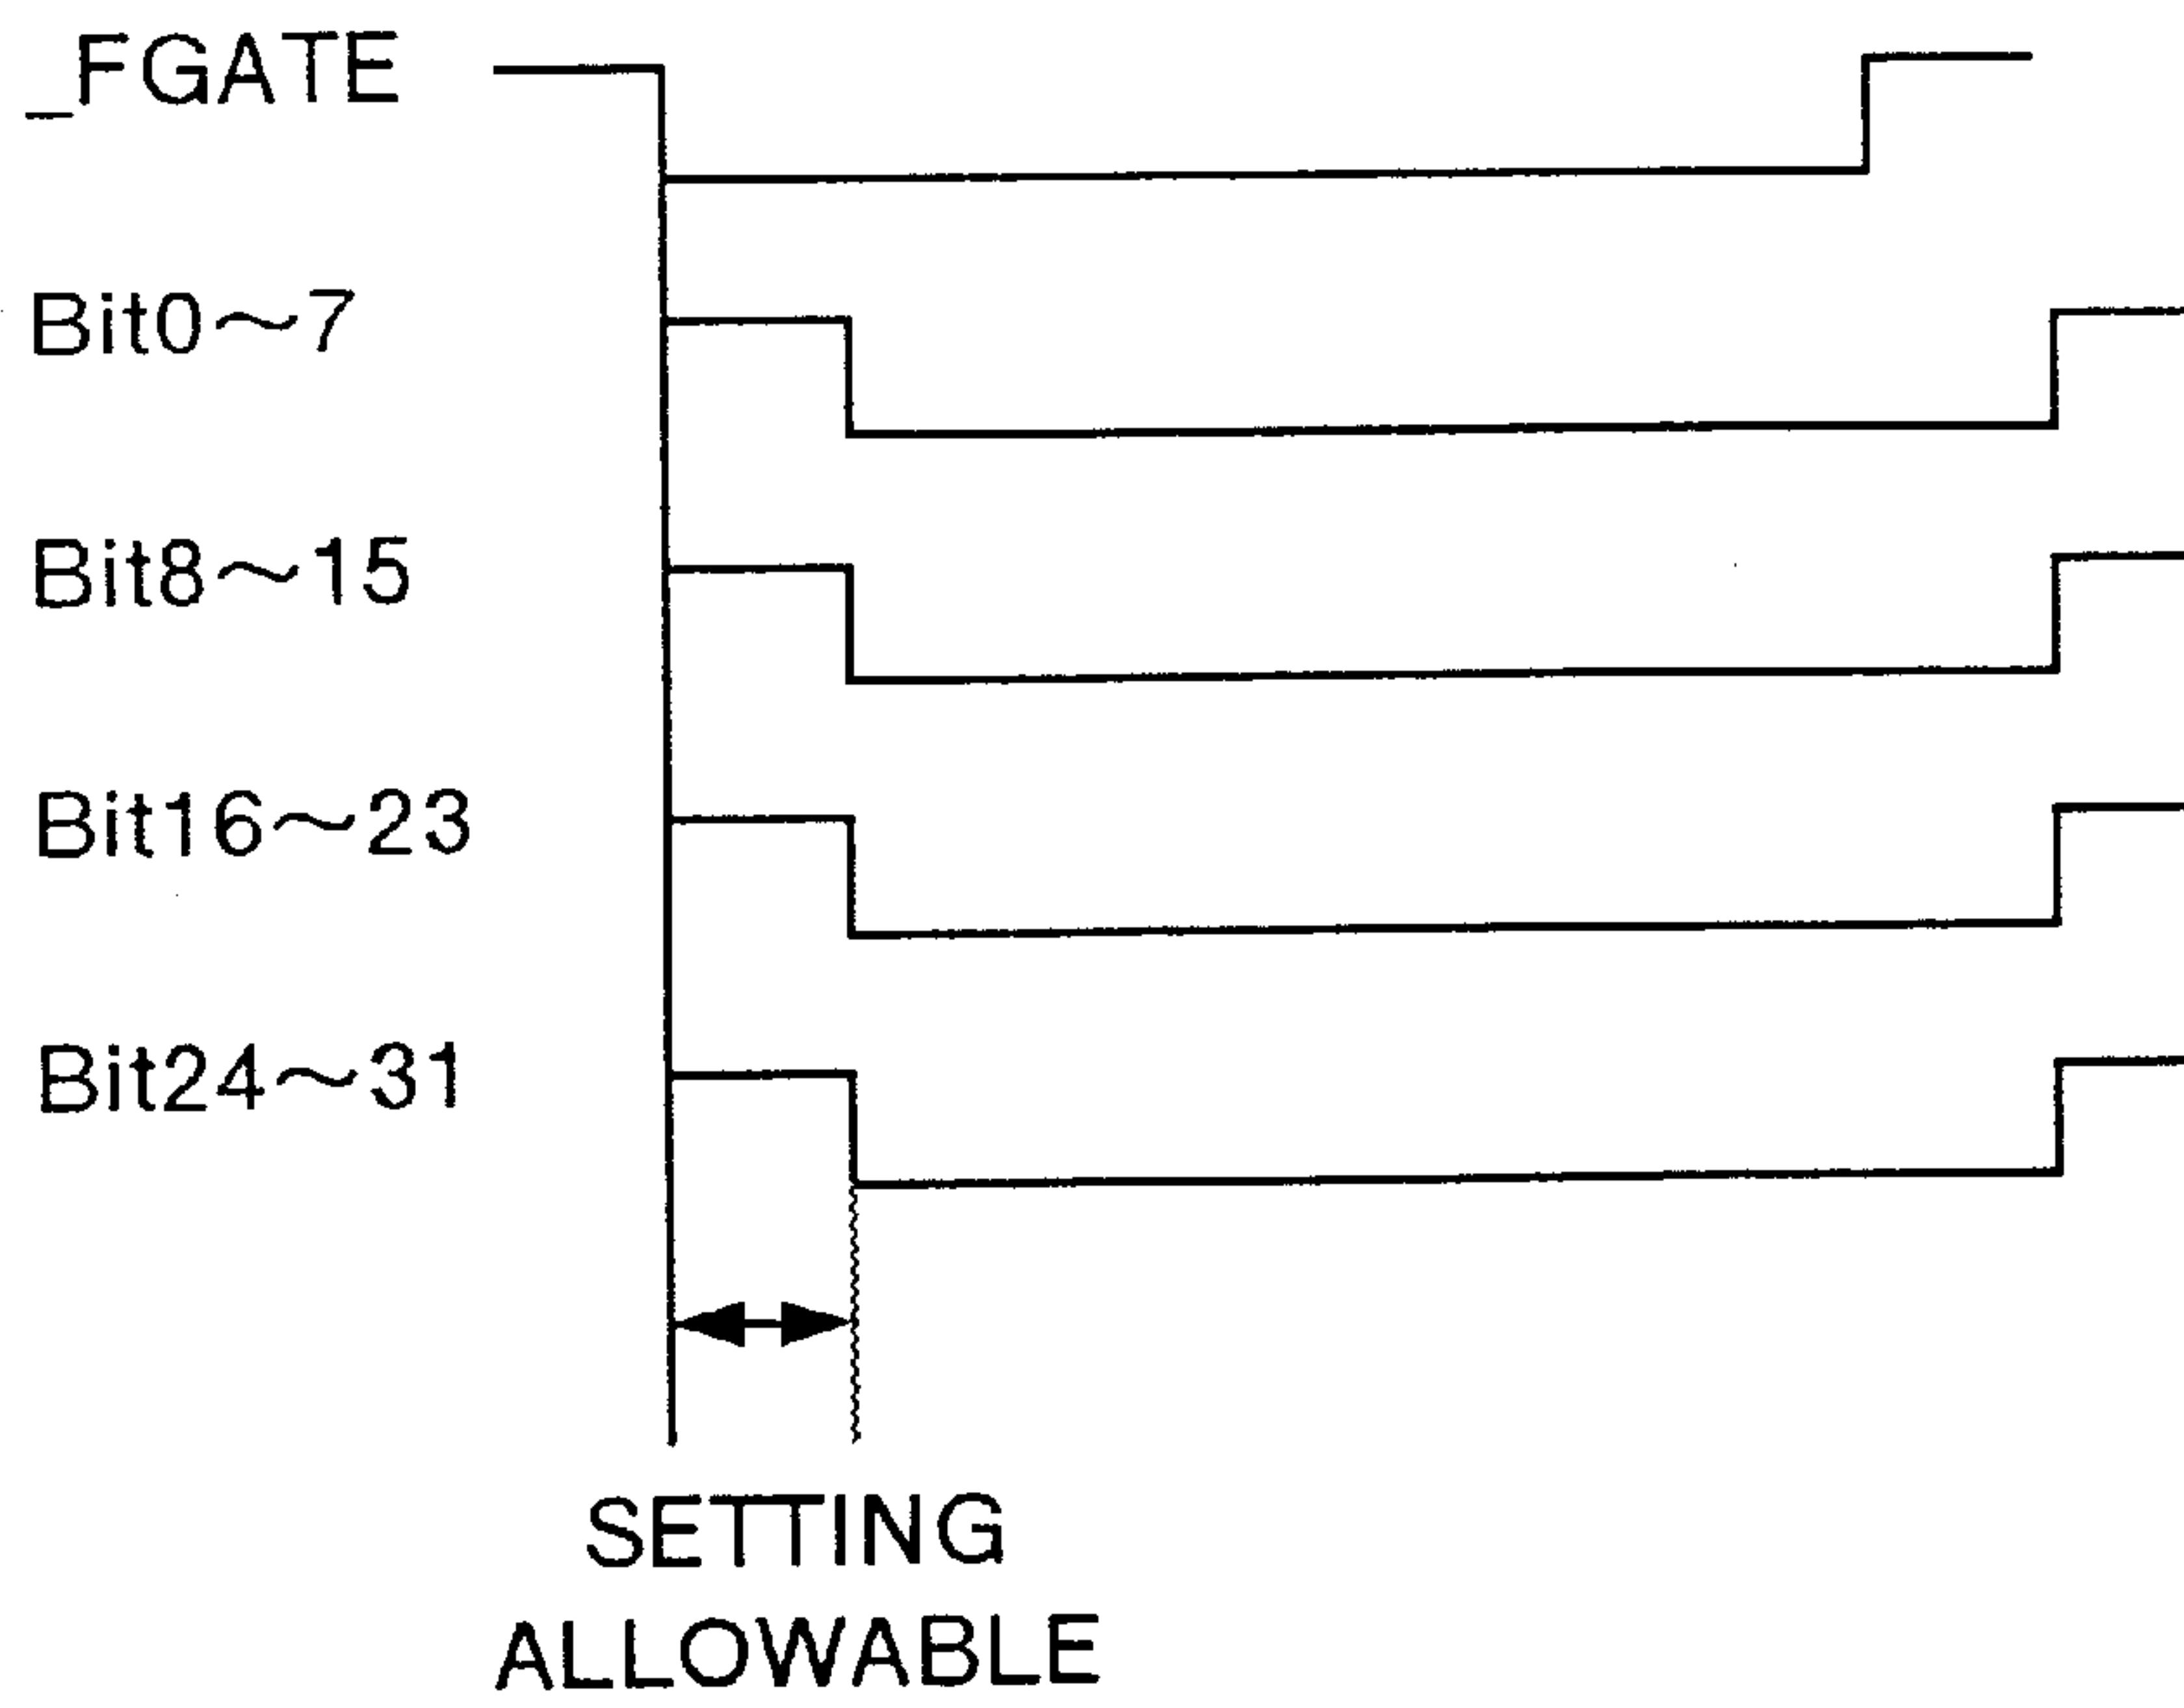 _FGATE
Bit0～7
Bit8～15
Bit16～23
Bit24～31
SETTING
ALLOWABLE